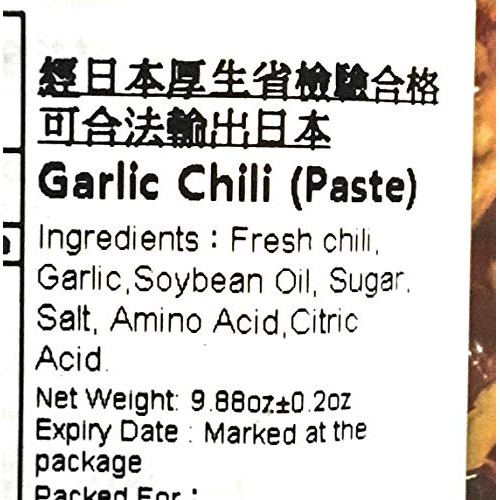 經日本厚生省檢驗合格
可合法輸出日本
Garlic Chili (Paste)
Ingredients : Fresh chili,
Garlic,Soybean Oil, Sugar,
Salt, Amino Acid,Citric
Acid.
Net Weight: 9.88oz±0.2oz
Expiry Date : Marked at the
package
Packed For :